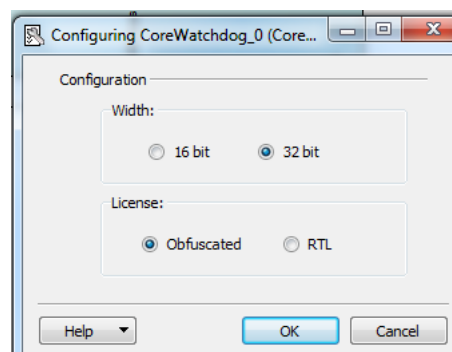 Configuring CoreWatchdog_0 (Core...
Configuration
Width:
16 bit 32 bit
License:
Obfuscated RTL
Help OK Cancel